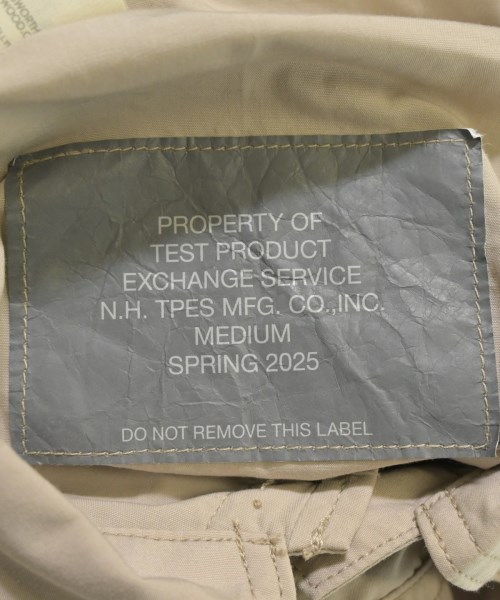 PROPERTY OF
TEST PRODUCT
EXCHANGE SERVICE
N.H. TPES MFG. CO.,INC.
MEDIUM
SPRING 2025
DO NOT REMOVE THIS LABEL